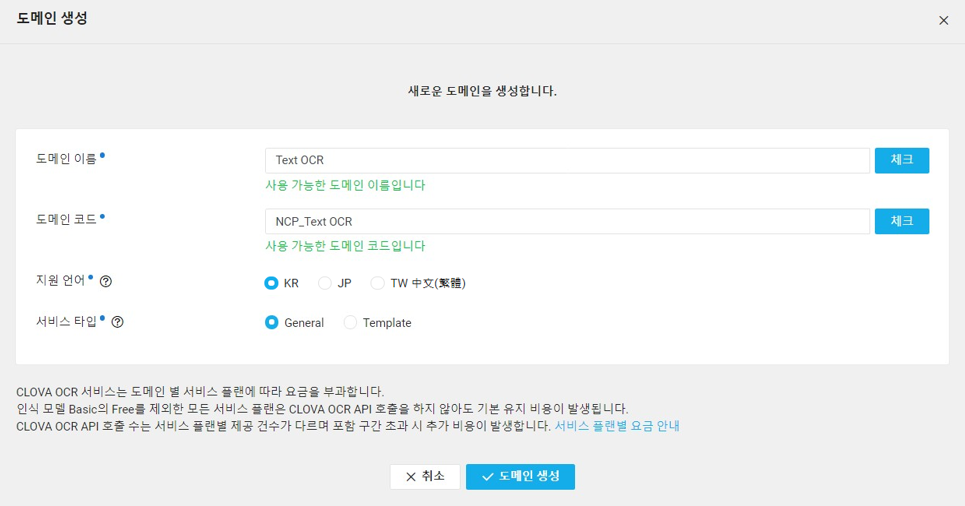 도메인 생성
새로운 도메인을 생성합니다.
도메인 이름
Text OCR
체크
사용 가능한 도메인 이름입니다
도메인 코드
NCP_Text OCR
체크
사용 가능한 도메인 코드입니다
지원 언어 KR JP TW 中文(繁體)
서비스 타입 General Template
CLOVA OCR 서비스는 도메인 별 서비스 플랜에 따라 요금을 부과합니다.
인식 모델 Basic의 Free를 제외한 모든 서비스 플랜은 CLOVA OCR API 호출을 하지 않아도 기본 유지 비용이 발생됩니다.
CLOVA OCR API 호출 수는 서비스 플랜별 제공 건수가 다르며 포함 구간 초과 시 추가 비용이 발생합니다. 서비스 플랜별 요금 안내
취소 도메인 생성